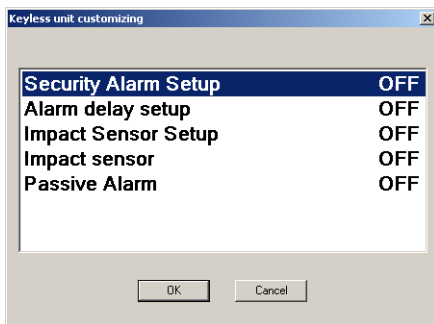 Keyless unit customizing
Security Alarm Setup OFF
Alarm delay setup OFF
Impact Sensor Setup OFF
Impact sensor OFF
Passive Alarm OFF
OK Cancel